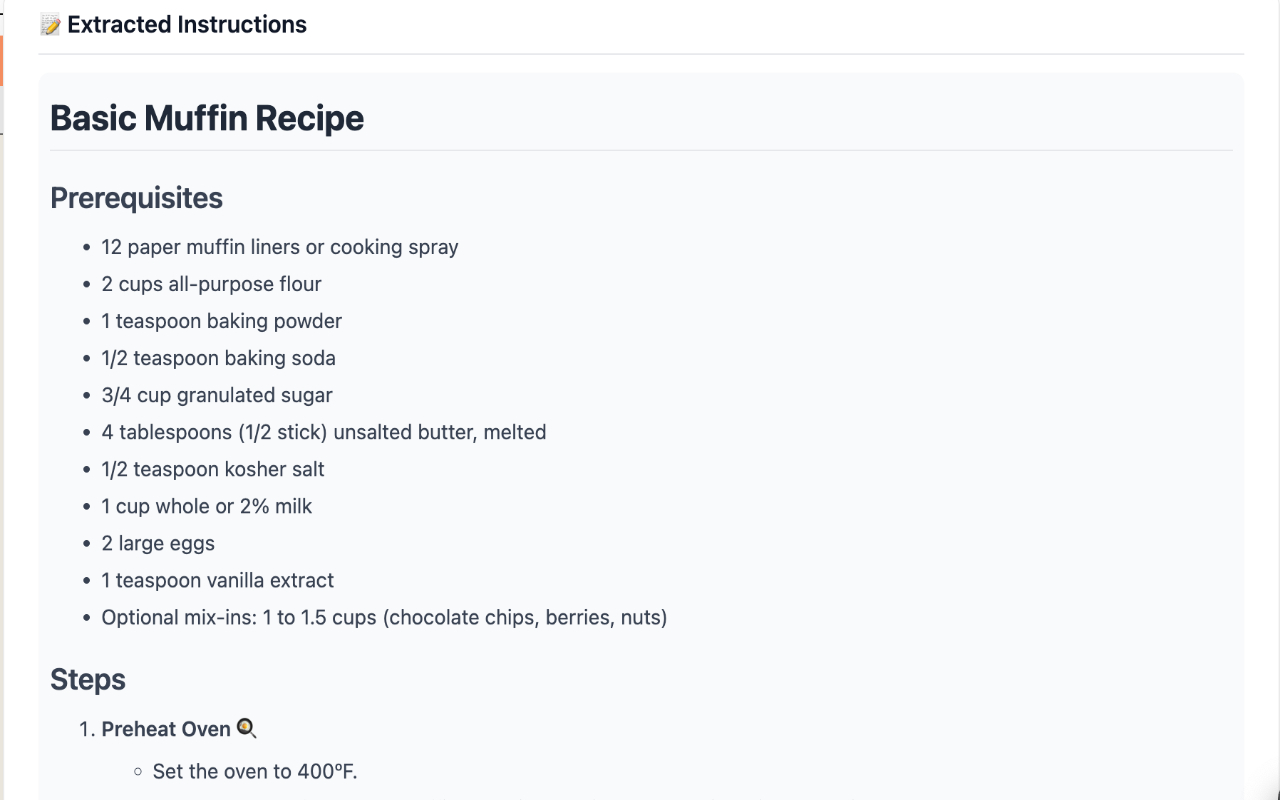 📝 Extracted Instructions
Basic Muffin Recipe
Prerequisites
• 12 paper muffin liners or cooking spray
• 2 cups all-purpose flour
• 1 teaspoon baking powder
• 1/2 teaspoon baking soda
• 3/4 cup granulated sugar
• 4 tablespoons (1/2 stick) unsalted butter, melted
• 1/2 teaspoon kosher salt
• 1 cup whole or 2% milk
• 2 large eggs
• 1 teaspoon vanilla extract
• Optional mix-ins: 1 to 1.5 cups (chocolate chips, berries, nuts)
Steps
1. Preheat Oven 🍳
◦ Set the oven to 400°F.